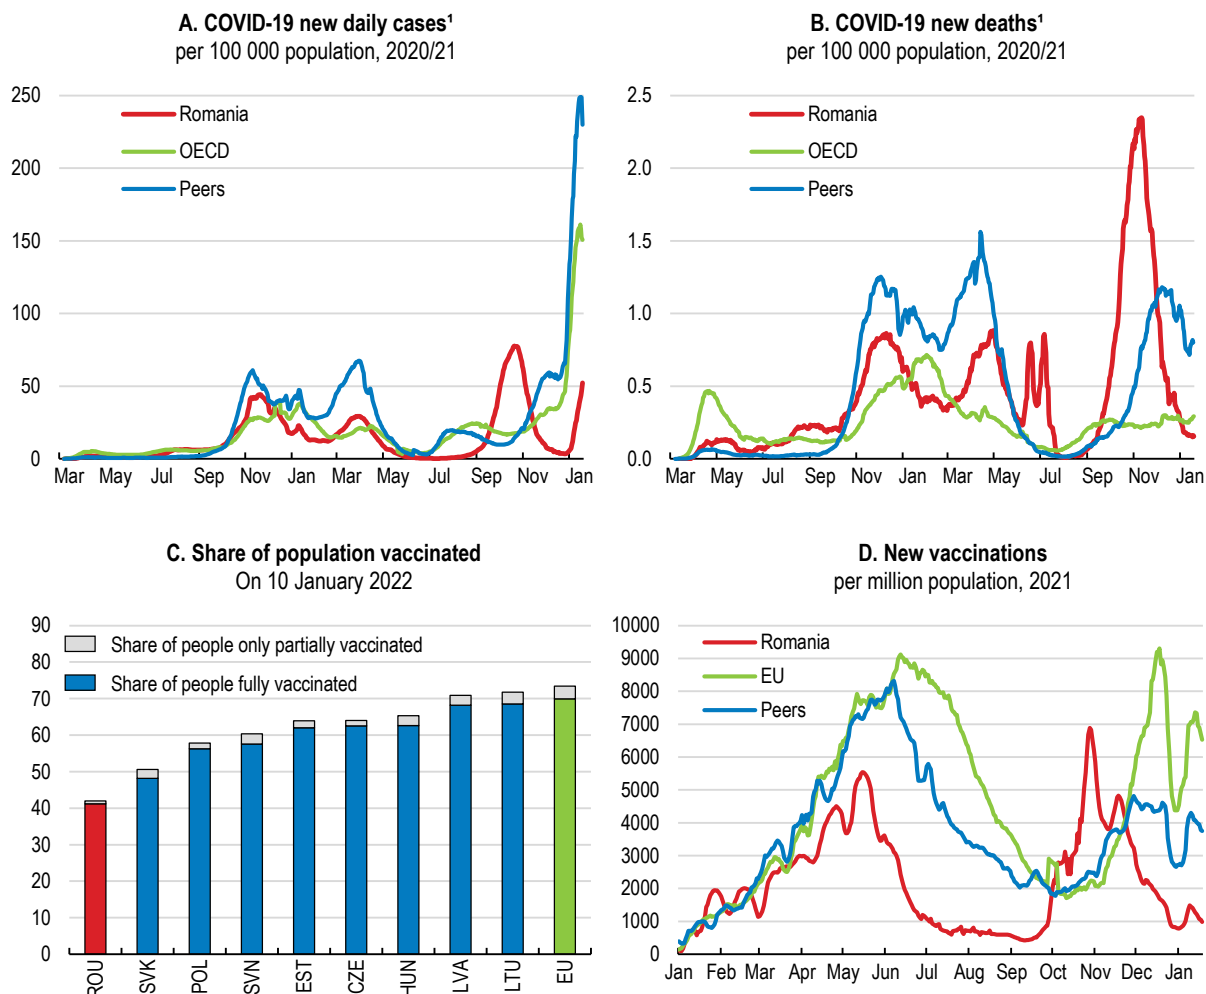 A. COVID-19 new daily cases¹
per 100 000 population, 2020/21
250
200
150
100
50
0
Romania
OECD
Peers
Mar May Jul Sep Nov Jan Mar May Jul Sep Nov Jan
B. COVID-19 new deaths¹
per 100 000 population, 2020/21
2.5
2.0
1.5
1.0
0.5
0.0
Romania
OECD
Peers
Mar May Jul Sep Nov Jan Mar May Jul Sep Nov Jan
C. Share of population vaccinated
On 10 January 2022
90
80
70
60
50
40
30
20
10
0
Share of people only partially vaccinated
Share of people fully vaccinated
ROU SVK POL SVN EST CZE HUN LVA LTU EU
D. New vaccinations
per million population, 2021
10000
9000
8000
7000
6000
5000
4000
3000
2000
1000
0
Romania
EU
Peers
Jan Feb Mar Apr May Jun Jul Aug Sep Oct Nov Dec Jan